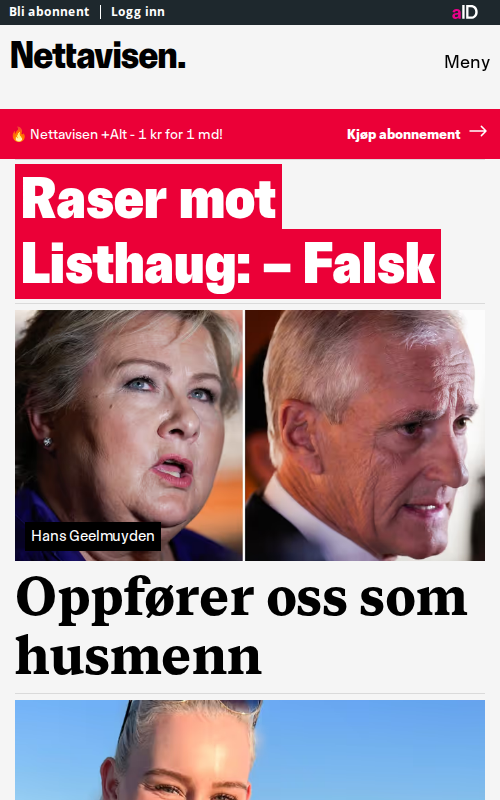 Bli abonnent | Logg inn
aID
Nettavisen.
Meny
🔥 Nettavisen +Alt - 1 kr for 1 md!
Kjøp abonnement →
Raser mot
Listhaug: – Falsk
Hans Geelmuyden
Oppfører oss som
husmenn